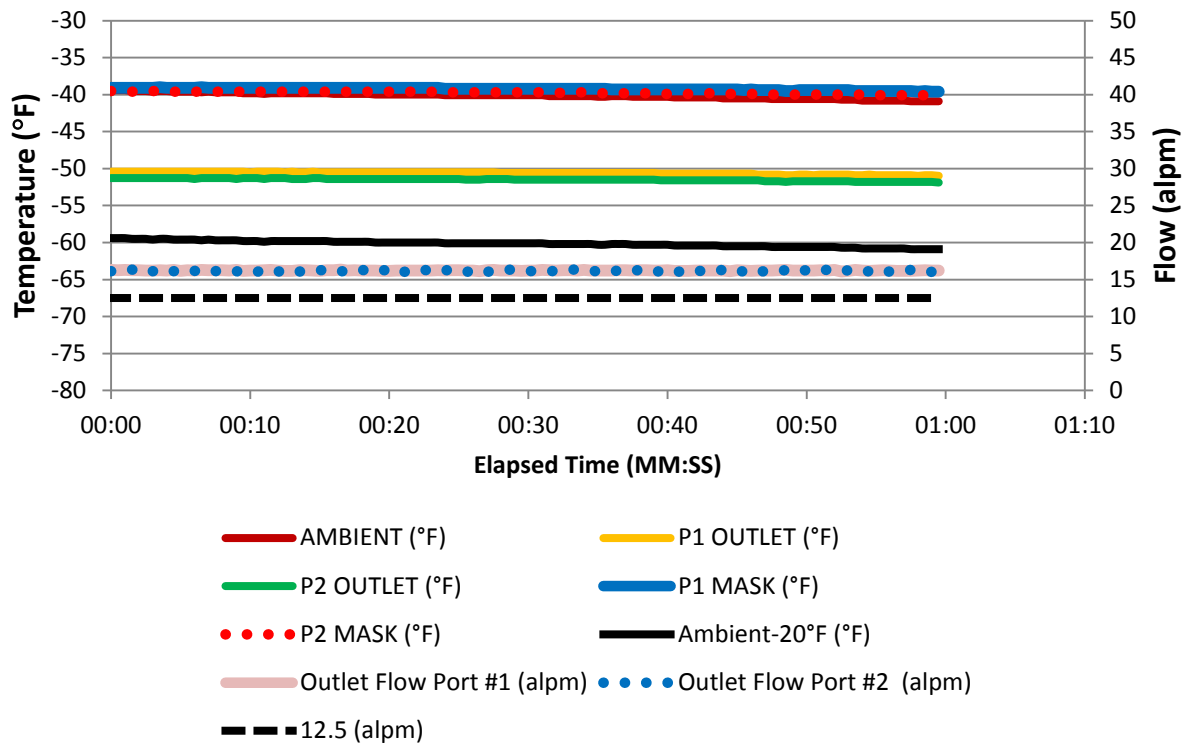 -30
-35
-40
-45
-50
-55
-60
-65
-70
-75
-80
Temperature (°F)
50
45
40
35
30
25
20
15
10
5
0
Flow (alpm)
00:00 00:10 00:20 00:30 00:40 00:50 01:00 01:10
Elapsed Time (MM:SS)
AMBIENT (°F) P1 OUTLET (°F)
P2 OUTLET (°F) P1 MASK (°F)
P2 MASK (°F) Ambient-20°F (°F)
Outlet Flow Port #1 (alpm) Outlet Flow Port #2 (alpm)
12.5 (alpm)